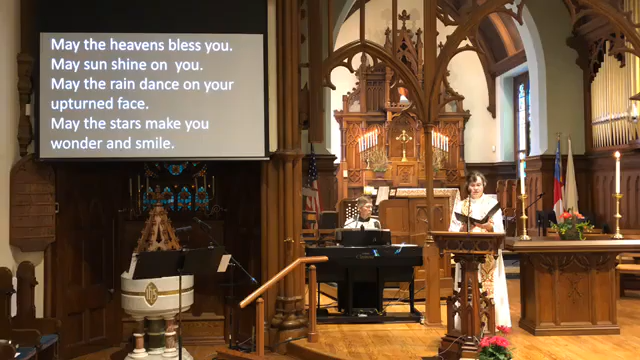 May the heavens bless you.
May sun shine on you.
May the rain dance on your
upturned face.
May the stars make you
wonder and smile.